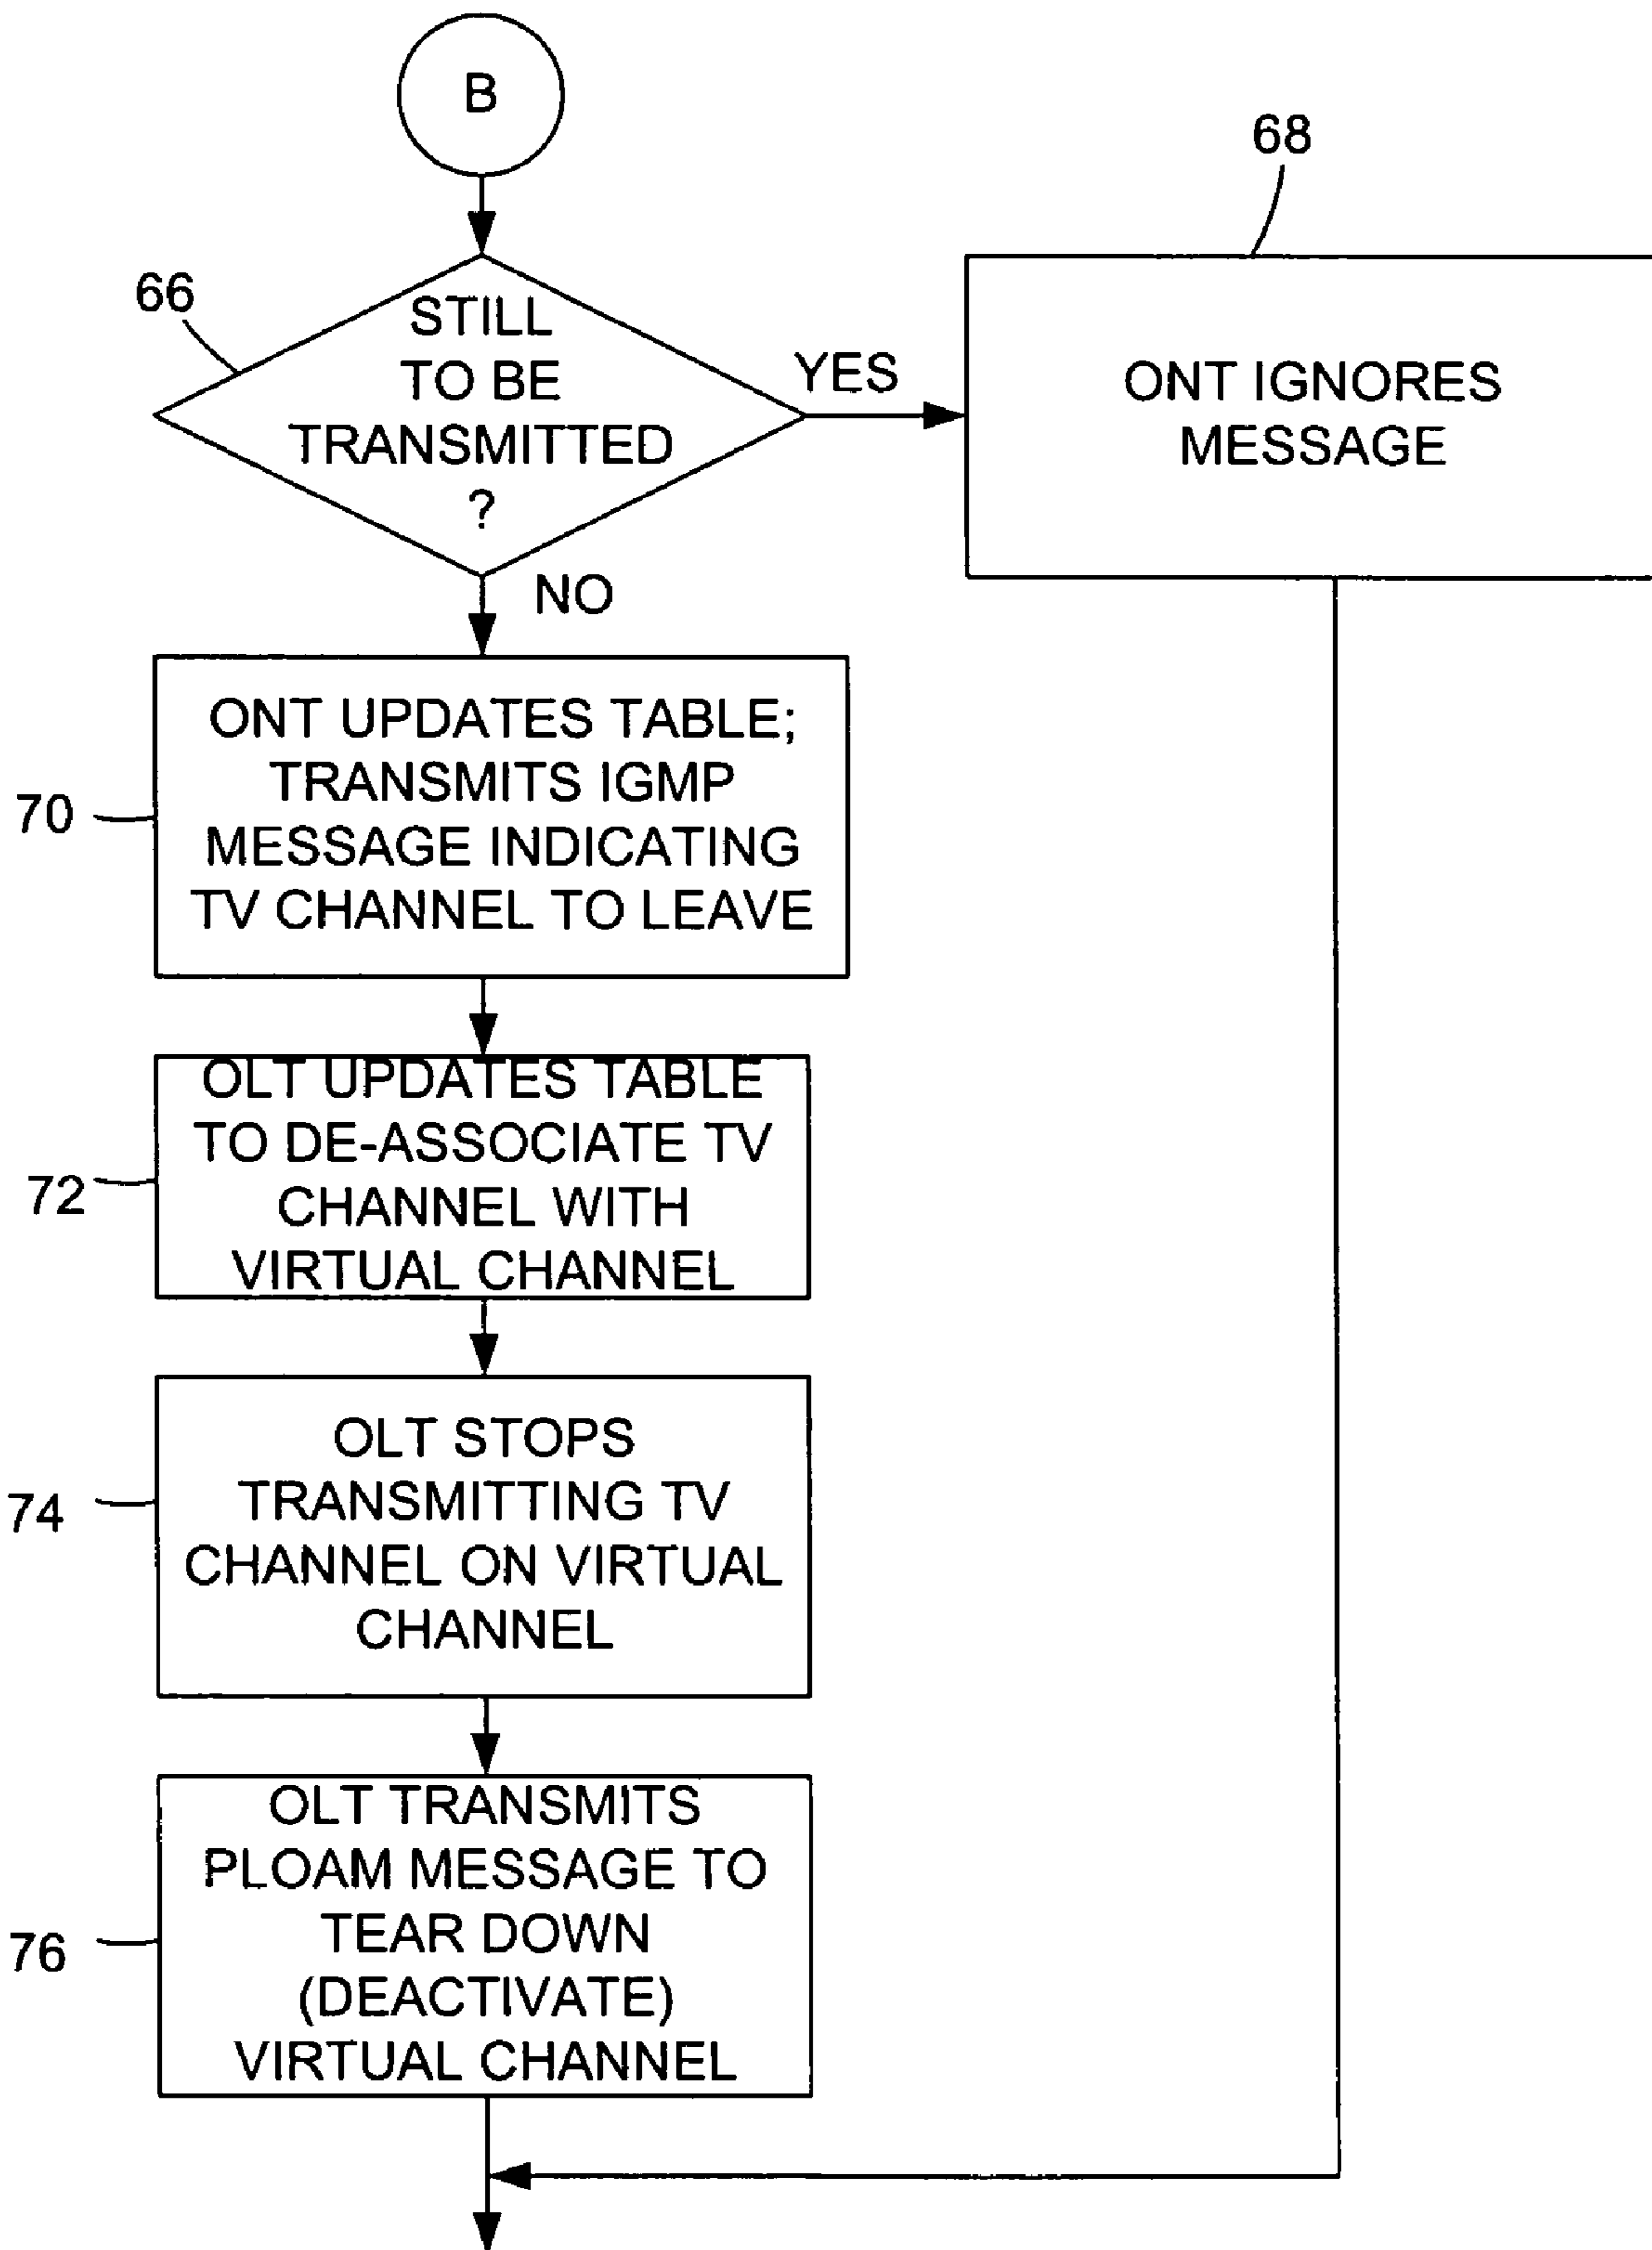 B
68
66
STILL
TO BE
TRANSMITTED
?
YES
ONT IGNORES
MESSAGE
NO
70
ONT UPDATES TABLE;
TRANSMITS IGMP
MESSAGE INDICATING
TV CHANNEL TO LEAVE
72
OLT UPDATES TABLE
TO DE-ASSOCIATE TV
CHANNEL WITH
VIRTUAL CHANNEL
74
OLT STOPS
TRANSMITTING TV
CHANNEL ON VIRTUAL
CHANNEL
76
OLT TRANSMITS
PLOAM MESSAGE TO
TEAR DOWN
(DEACTIVATE)
VIRTUAL CHANNEL